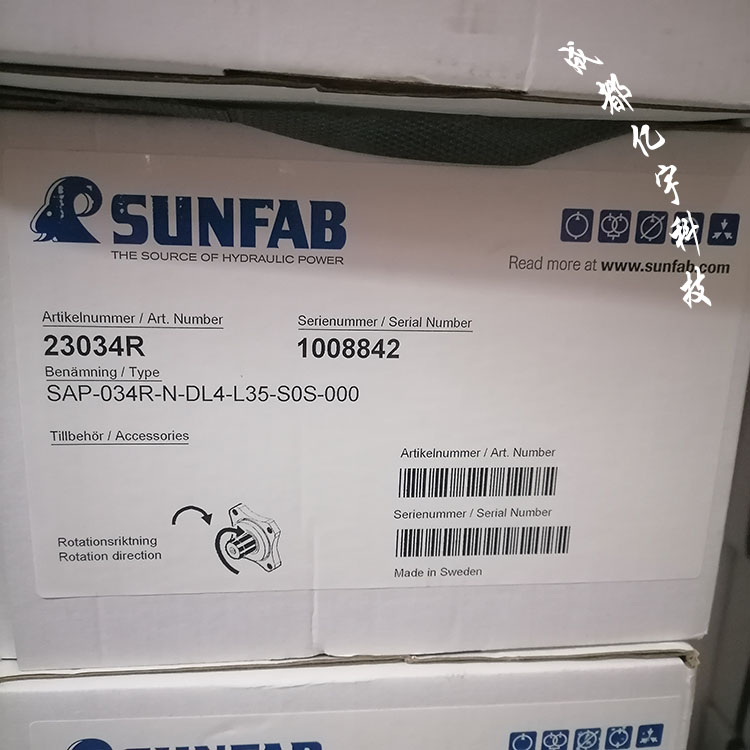 成都亿宇科技
SUNFAB
THE SOURCE OF HYDRAULIC POWER
Read more at www.sunfab.com
Artikelnummer / Art. Number
23034R
Serienummer / Serial Number
1008842
Benämning / Type
SAP-034R-N-DL4-L35-S0S-000
Tillbehör / Accessories
Artikelnummer / Art. Number
Serienummer / Serial Number
Made in Sweden
Rotationsriktning
Rotation direction
SUNFAB